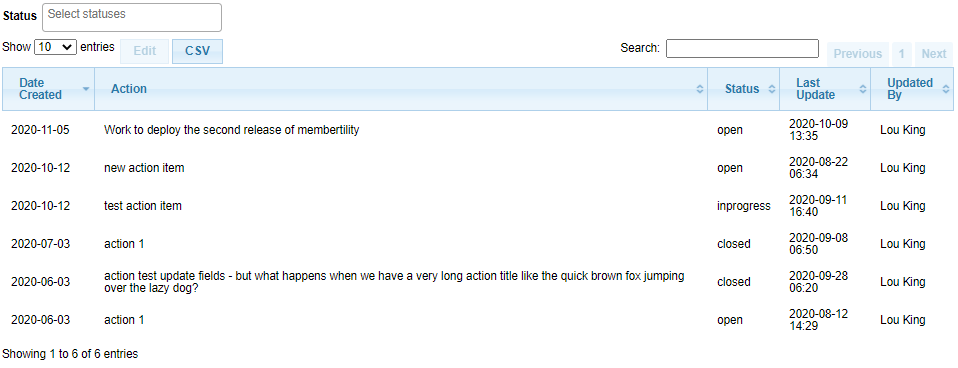 Status Select statuses
Show 10 entries Edit CSV Search: Previous 1 Next
Date Created Action Status Last Update Updated By
2020-11-05 Work to deploy the second release of membertility open 2020-10-09 13:35 Lou King
2020-10-12 new action item open 2020-08-22 06:34 Lou King
2020-10-12 test action item inprogress 2020-09-11 16:40 Lou King
2020-07-03 action 1 closed 2020-09-08 06:50 Lou King
2020-06-03 action test update fields - but what happens when we have a very long action title like the quick brown fox jumping over the lazy dog? closed 2020-09-28 06:20 Lou King
2020-06-03 action 1 open 2020-08-12 14:29 Lou King
Showing 1 to 6 of 6 entries